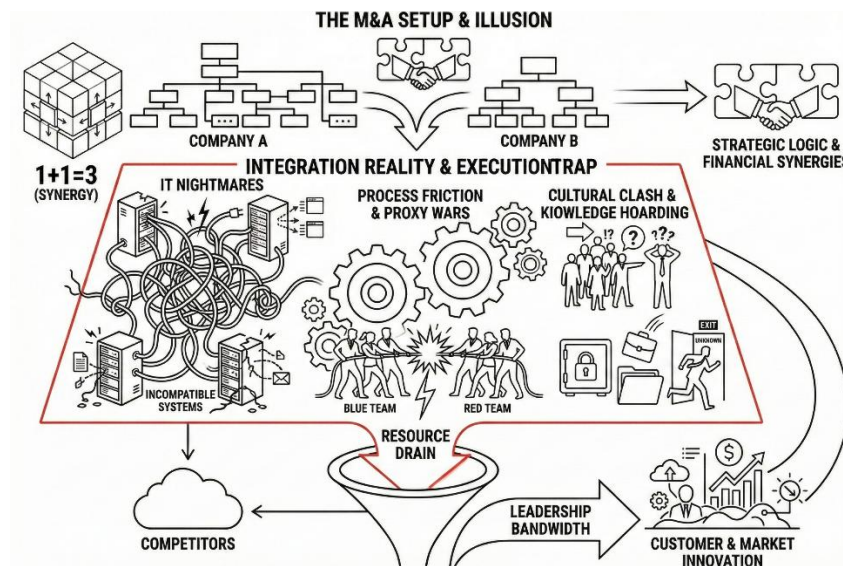 THE M&A SETUP & ILLUSION
1+1=3
(SYNERGY)
COMPANY A
COMPANY B
STRATEGIC LOGIC &
FINANCIAL SYNERGIES
INTEGRATION REALITY & EXECUTIONTRAP
IT NIGHTMARES
INCOMPATIBLE
SYSTEMS
PROCESS FRICTION
& PROXY WARS
BLUE TEAM
RED TEAM
CULTURAL CLASH &
KNOWLEDGE HOARDING
!?
?
???
EXIT
UNKNOWN
RESOURCE
DRAIN
COMPETITORS
LEADERSHIP
BANDWIDTH
$
CUSTOMER & MARKET
INNOVATION